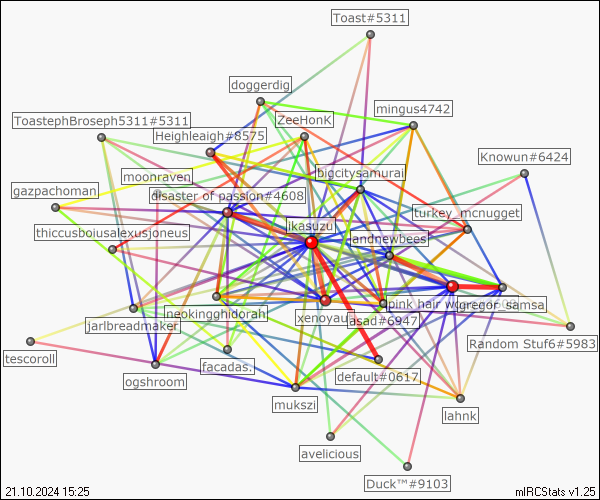 Toast#5311
doggerdig
mingus4742
ToastephBroseph5311#5311
ZeeHonK
Heighleaigh#8575
Knowun#6424
moonraven
bigcitysamurai
gazpachoman
disaster of passion#4608
turkey_mcnugget
jkasuzu
thiccusboiusalexusjoneus
andnewbees
pink hair w
gregor_samsa
neokingghidorah
xenoyau
asad#6947
jarlbreadmaker
Random Stuf6#5983
tescoroll
facadas.
default#0617
ogshroom
mukszi
lahnk
avelicious
Duck™#9103
21.10.2024 15:25
mIRCStats v1.25